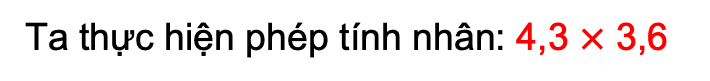 Ta thực hiện phép tính nhân: 4,3 × 3,6